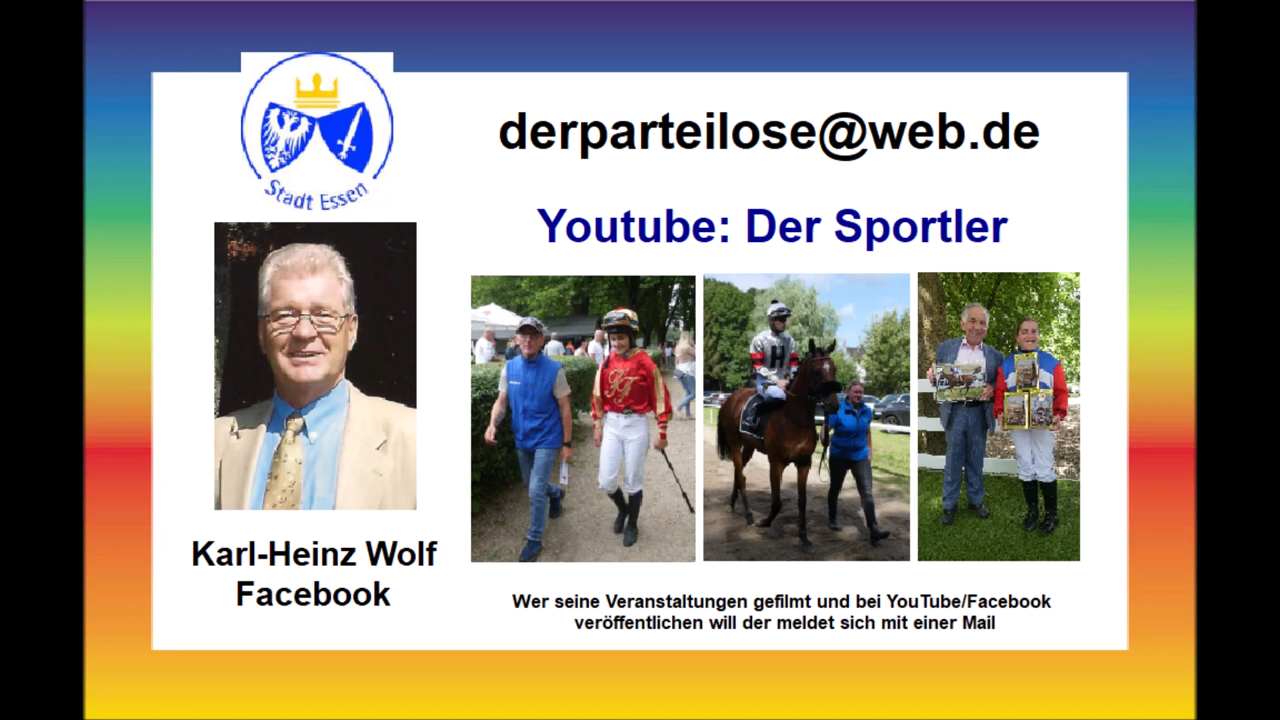 Stadt Essen
derparteilose@web.de
Youtube: Der Sportler
H
Karl-Heinz Wolf
Facebook
Wer seine Veranstaltungen gefilmt und bei YouTube/Facebook
veröffentlichen will der meldet sich mit einer Mail